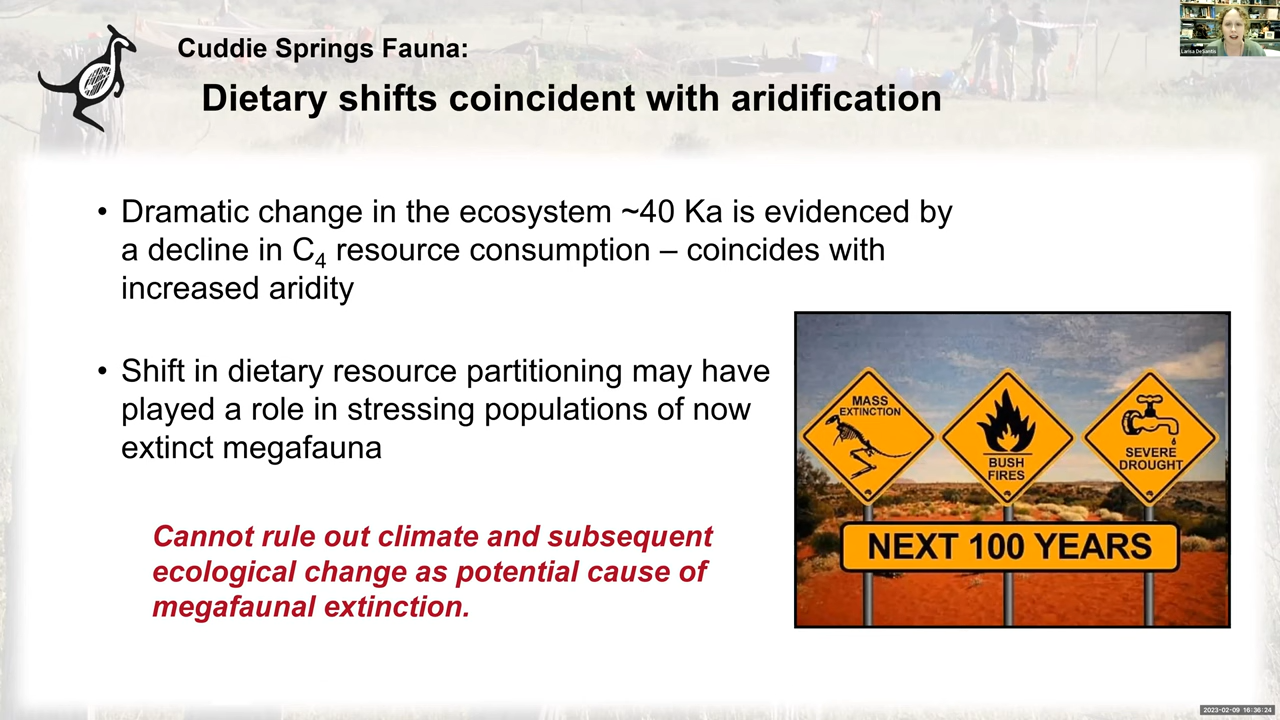 Larisa DeSantis
Cuddie Springs Fauna:
Dietary shifts coincident with aridification
• Dramatic change in the ecosystem ~40 Ka is evidenced by
a decline in C₄ resource consumption – coincides with
increased aridity
• Shift in dietary resource partitioning may have
played a role in stressing populations of now
extinct megafauna
Cannot rule out climate and subsequent
ecological change as potential cause of
megafaunal extinction.
MASS
EXTINCTION
BUSH
FIRES
SEVERE
DROUGHT
NEXT 100 YEARS
2023-02-09 16:36:24